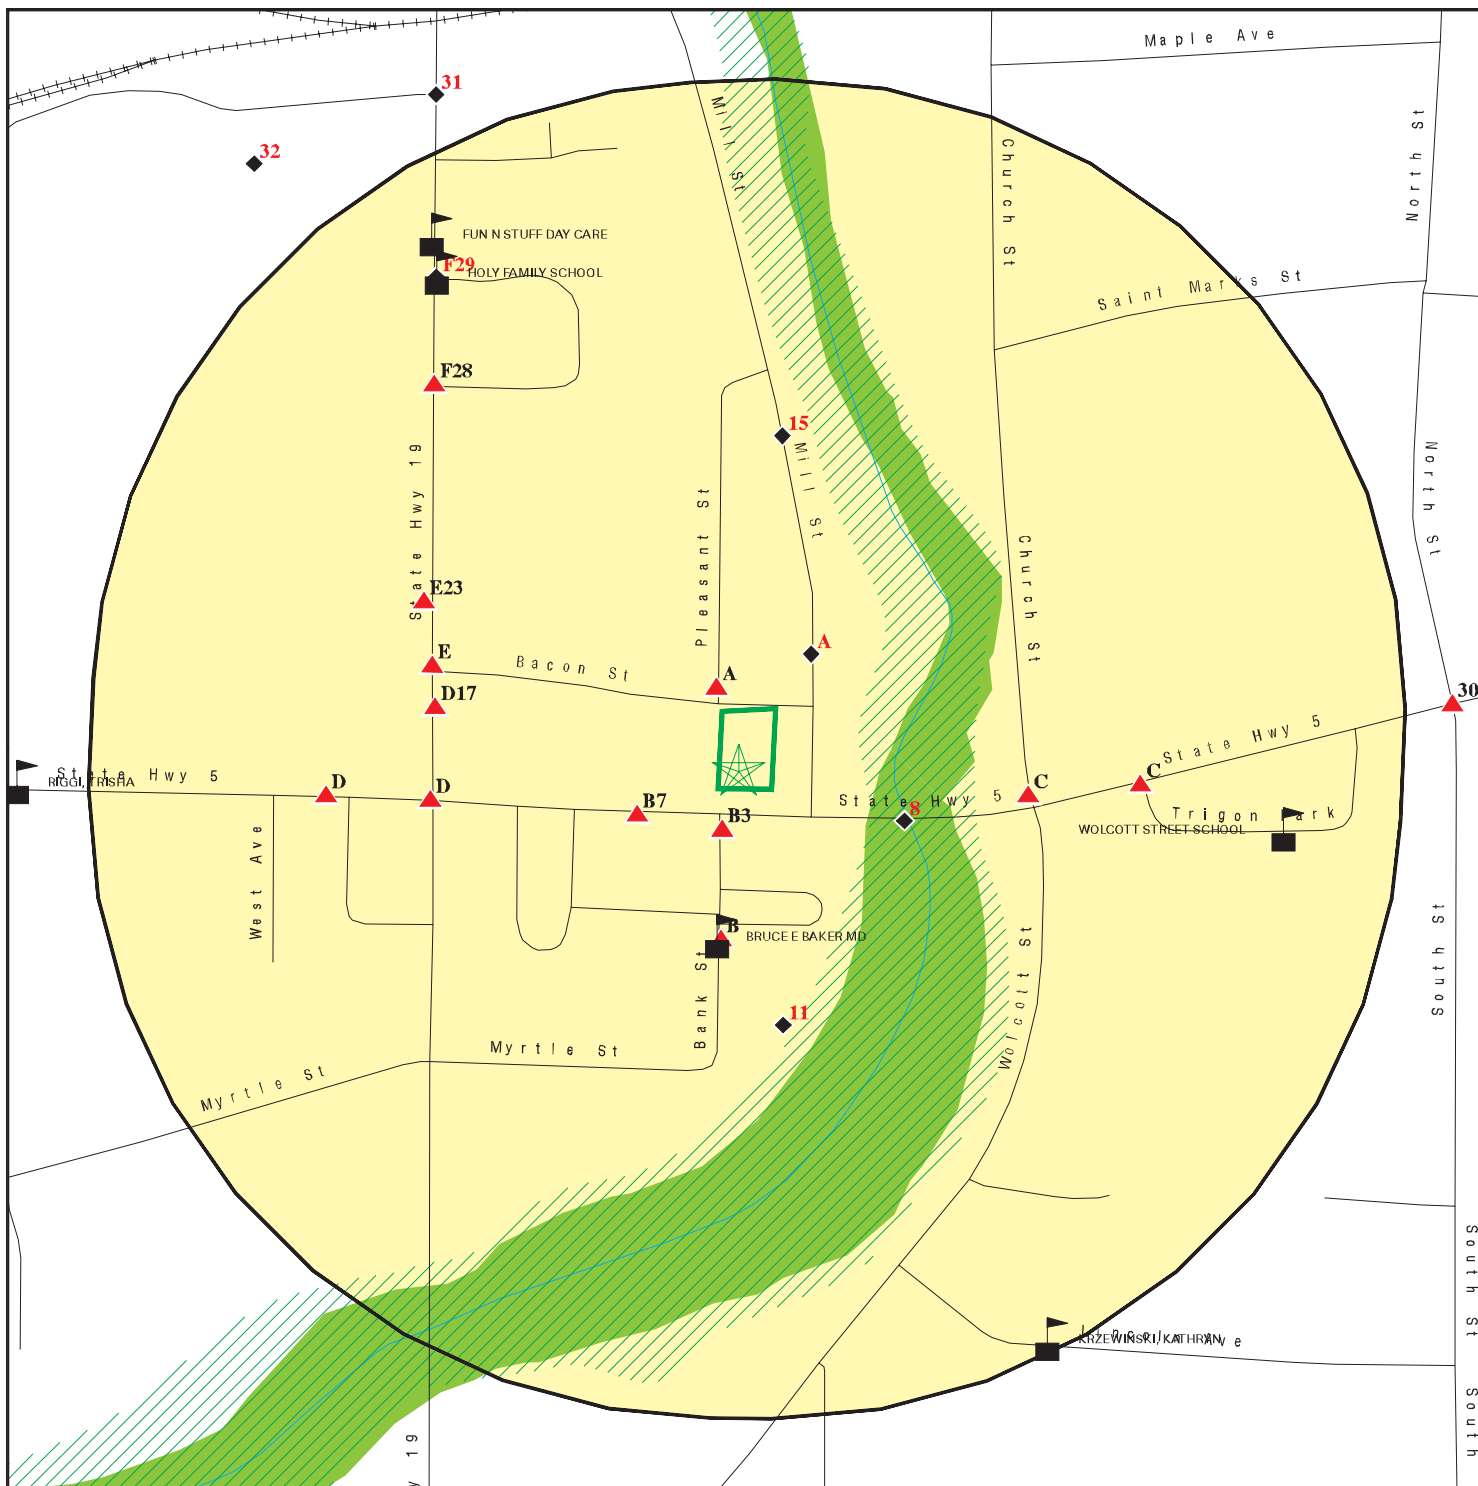 Maple Ave
31
North St
Mill St
Church St
32
FUN N STUFF DAY CARE
F29
HOLY FAMILY SCHOOL
Saint Marks St
F28
15
State Hwy 19
Mill St
North St
Pleasant St
Church St
E23
A
E
Bacon St
A
D17
30
State Hwy 5
State Hwy 5
RIGGI, TRISHA
D
D
C
C
State Hwy 5
8
B7
B3
Trigon Park
WOLCOTT STREET SCHOOL
West Ave
B
BRUCE E BAKER MD
South St
Bank St
11
Wolcott St
Myrtle St
Myrtle St
South St
Lincoln Ave
KRZEWINSKI, KATHRYN
y 19
South